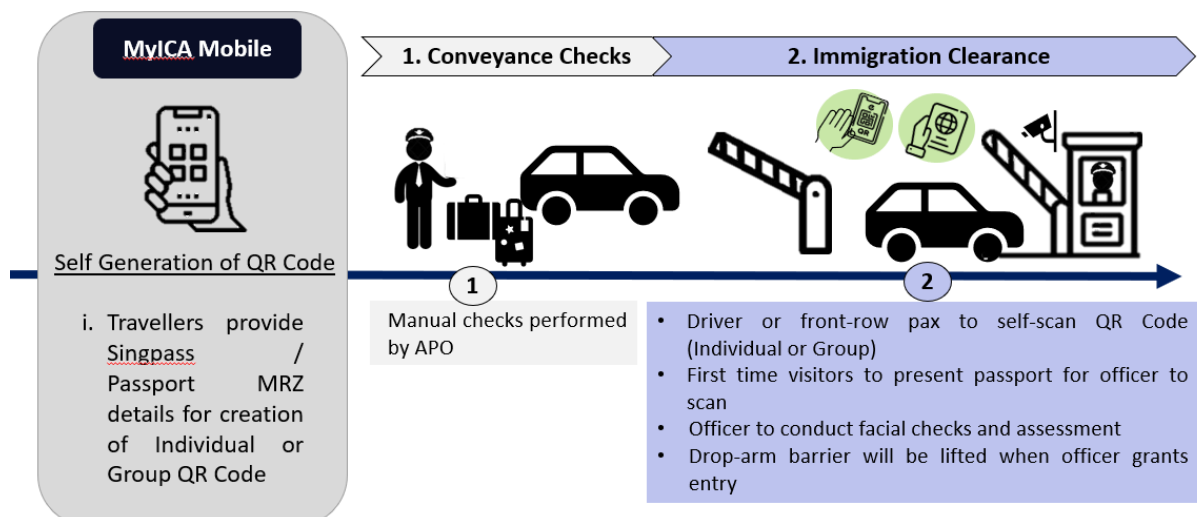 MyICA Mobile
Self Generation of QR Code
i. Travellers provide
Singpass /
Passport MRZ
details for creation
of Individual or
Group QR Code
1. Conveyance Checks
2. Immigration Clearance
QR
1
Manual checks performed
by APO
2
• Driver or front-row pax to self-scan QR Code
(Individual or Group)
• First time visitors to present passport for officer to
scan
• Officer to conduct facial checks and assessment
• Drop-arm barrier will be lifted when officer grants
entry